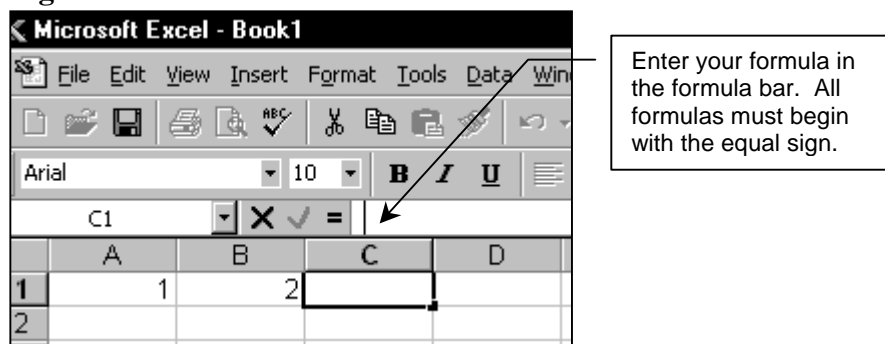 Microsoft Excel - Book1
File Edit View Insert Format Tools Data
ABC
Arial 10 B I U
C1 =
A B C D
1 1 2
2
Enter your formula in
the formula bar. All
formulas must begin
with the equal sign.